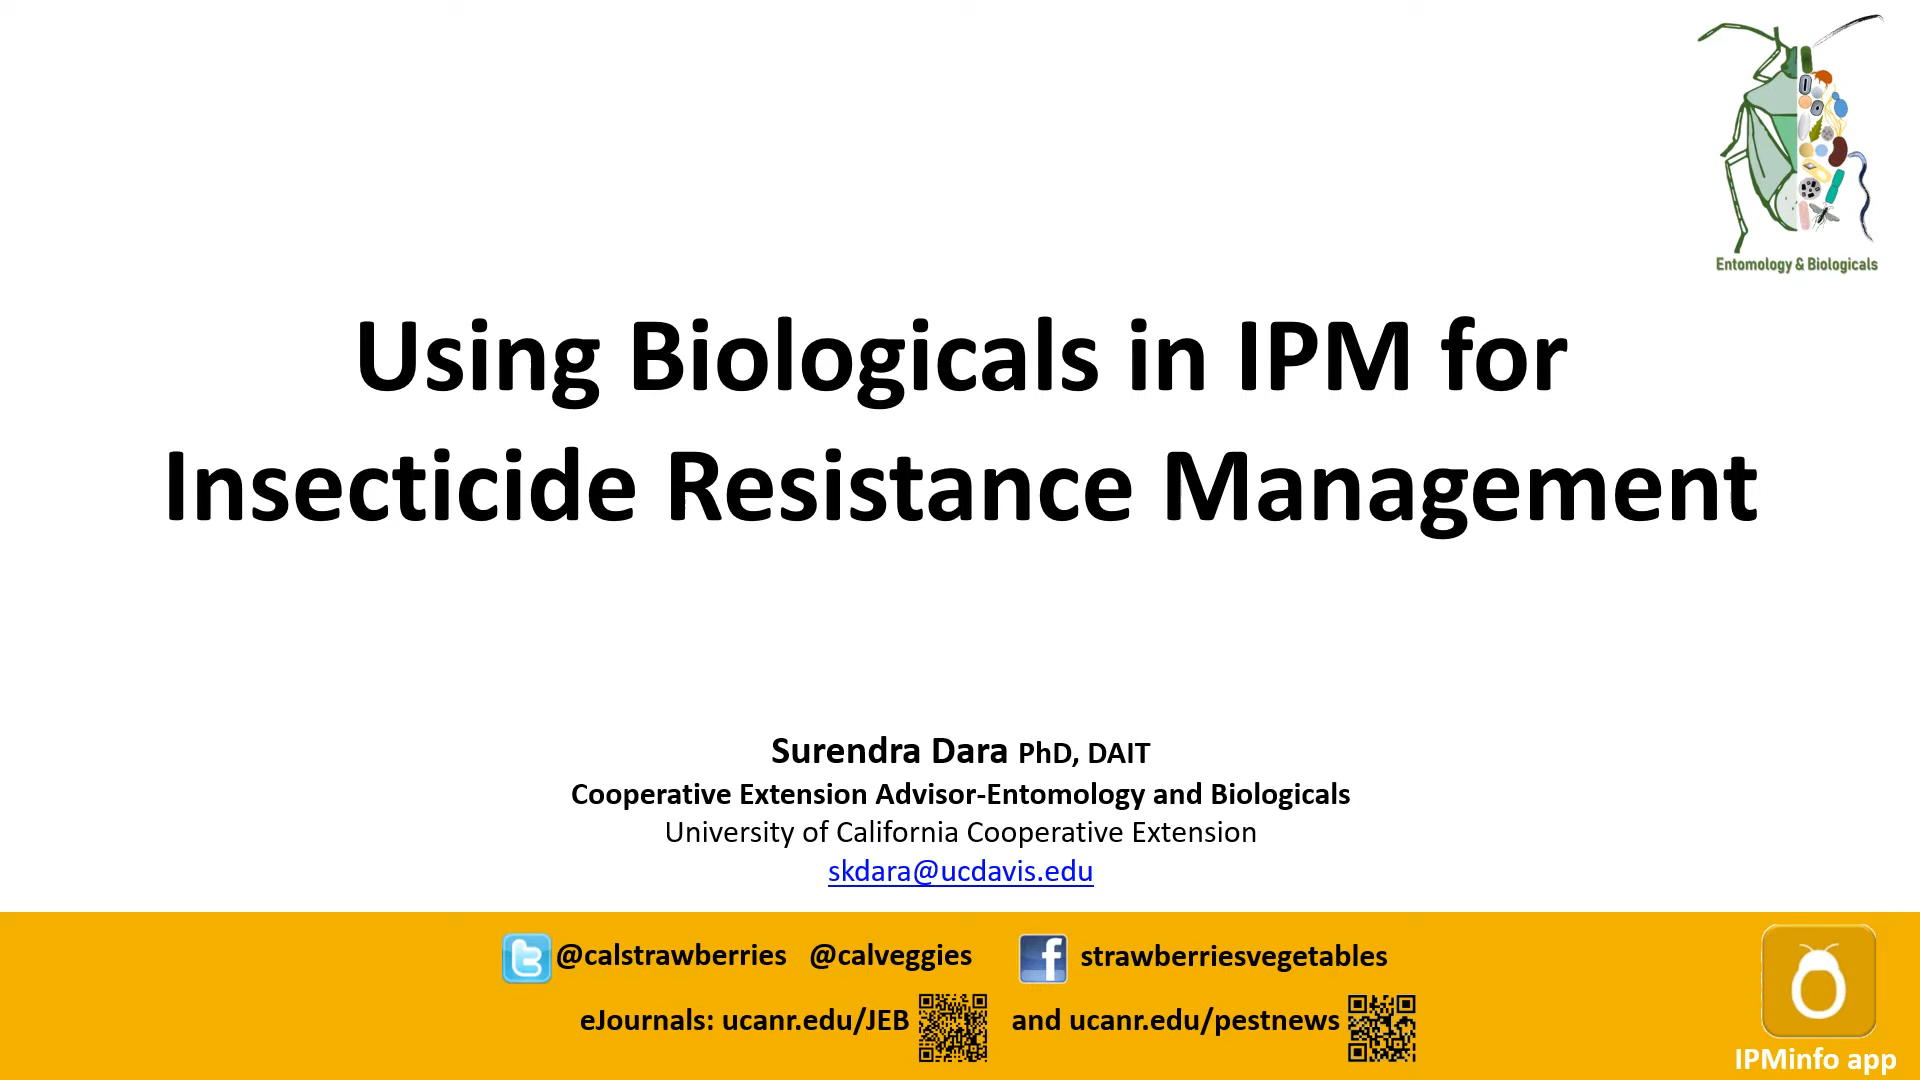 Entomology & Biologicals
Using Biologicals in IPM for
Insecticide Resistance Management
Surendra Dara PhD, DAIT
Cooperative Extension Advisor-Entomology and Biologicals
University of California Cooperative Extension
skdara@ucdavis.edu
@calstrawberries @calveggies strawberriesvegetables
eJournals: ucanr.edu/JEB and ucanr.edu/pestnews
IPMinfo app